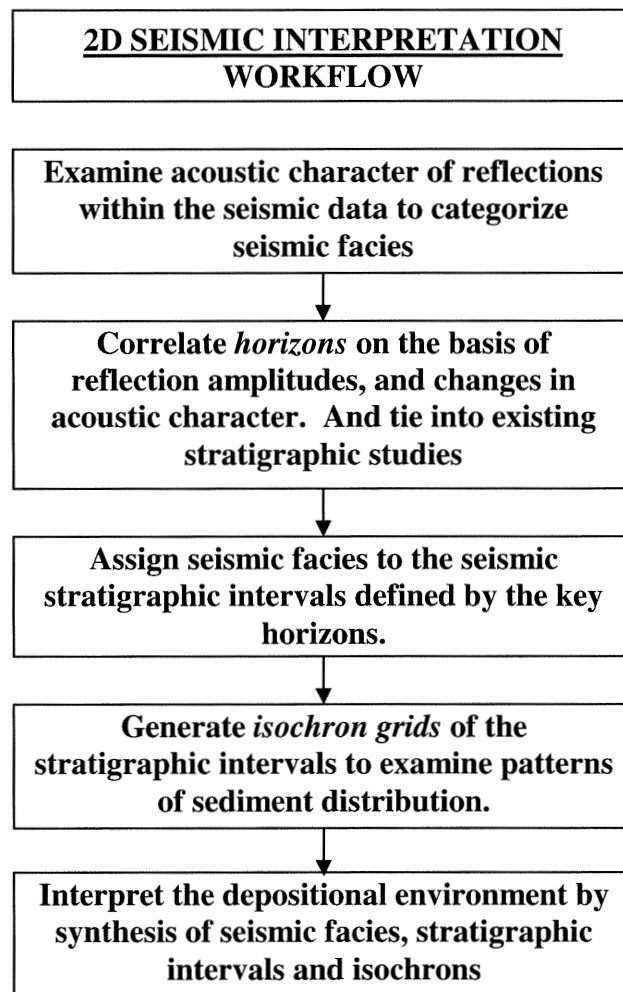 2D SEISMIC INTERPRETATION
WORKFLOW
Examine acoustic character of reflections
within the seismic data to categorize
seismic facies
Correlate horizons on the basis of
reflection amplitudes, and changes in
acoustic character. And tie into existing
stratigraphic studies
Assign seismic facies to the seismic
stratigraphic intervals defined by the key
horizons.
Generate isochron grids of the
stratigraphic intervals to examine patterns
of sediment distribution.
Interpret the depositional environment by
synthesis of seismic facies, stratigraphic
intervals and isochrons